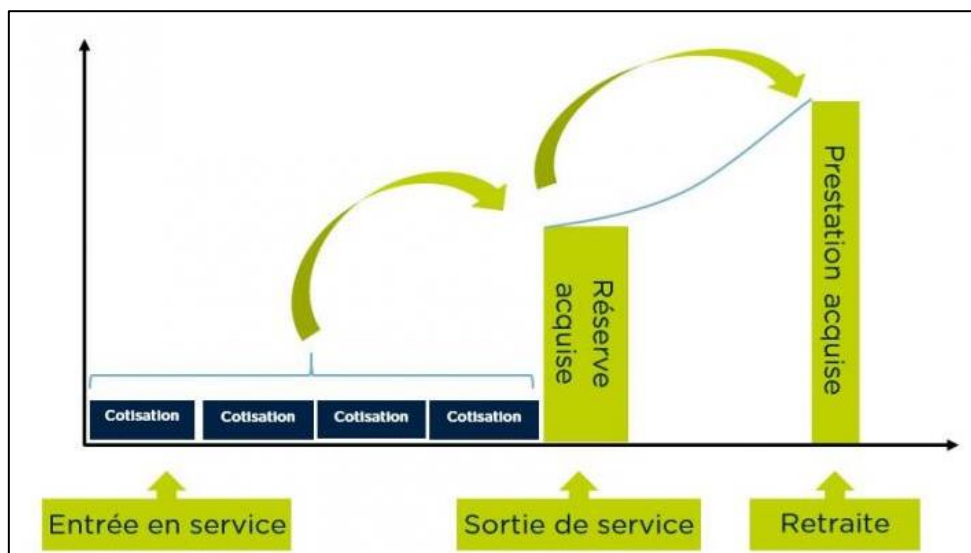 Cotisation
Cotisation
Cotisation
Cotisation
Réserve
acquise
Prestation acquise
Entrée en service
Sortie de service
Retraite